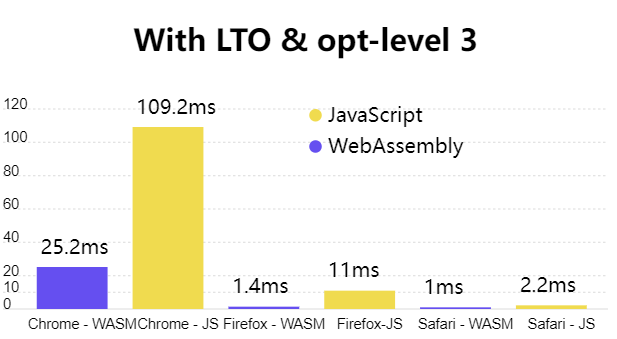 With LTO & opt-level 3
120
109.2ms
JavaScript
100
WebAssembly
80
60
40
25.2ms
20
11ms
10
1.4ms
1ms
2.2ms
0
Chrome - WASM Chrome - JS Firefox - WASM Firefox-JS Safari - WASM Safari - JS